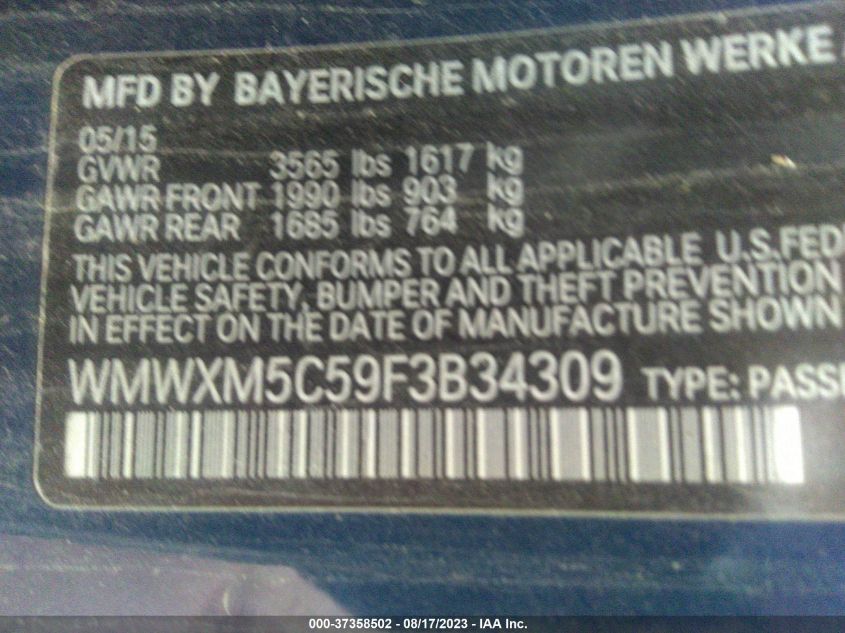 MFD BY BAYERISCHE MOTOREN WERKE
05/15
GVWR 3565 lbs 1617 kg
GAWR FRONT 1990 lbs 903 kg
GAWR REAR 1685 lbs 764 kg
THIS VEHICLE CONFORMS TO ALL APPLICABLE U.S.FED
VEHICLE SAFETY, BUMPER AND THEFT PREVENTION
IN EFFECT ON THE DATE OF MANUFACTURE SHOWN
WMWXM5C59F3B34309 TYPE: PASSE
000-37358502 - 08/17/2023 - IAA Inc.